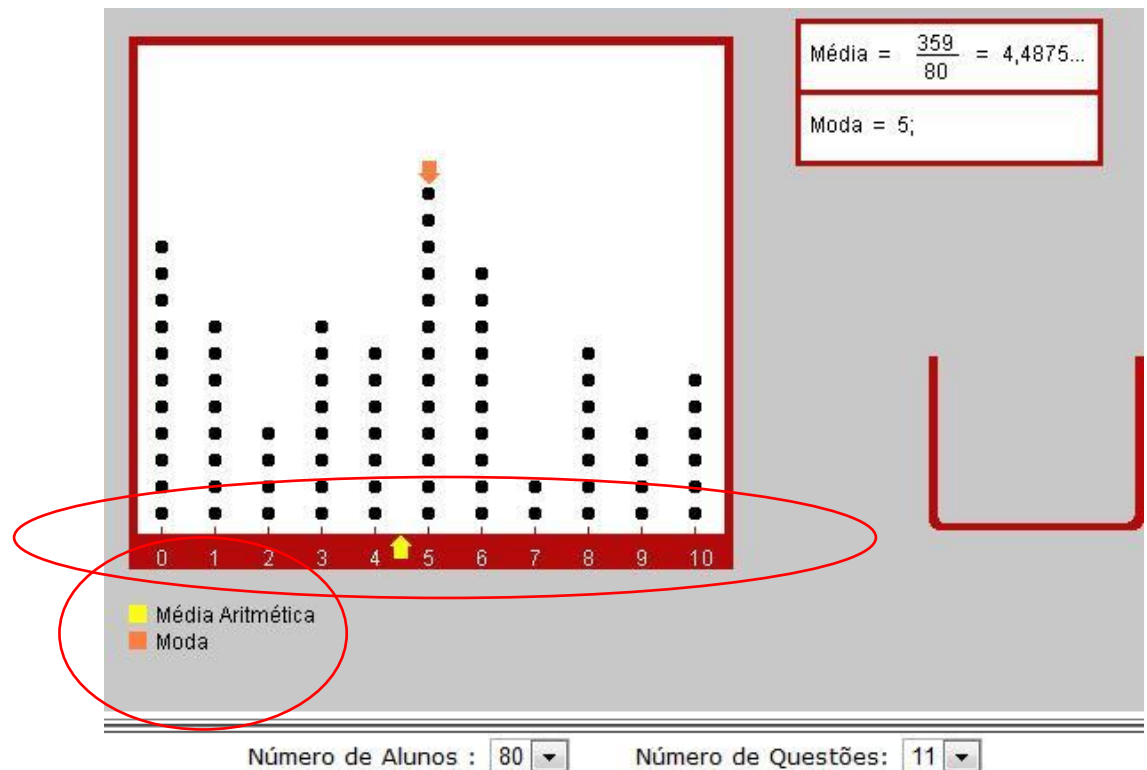 Média = 359/80 = 4,4875...
Moda = 5;
0 1 2 3 4 5 6 7 8 9 10
Média Aritmética
Moda
Número de Alunos : 80 Número de Questões: 11